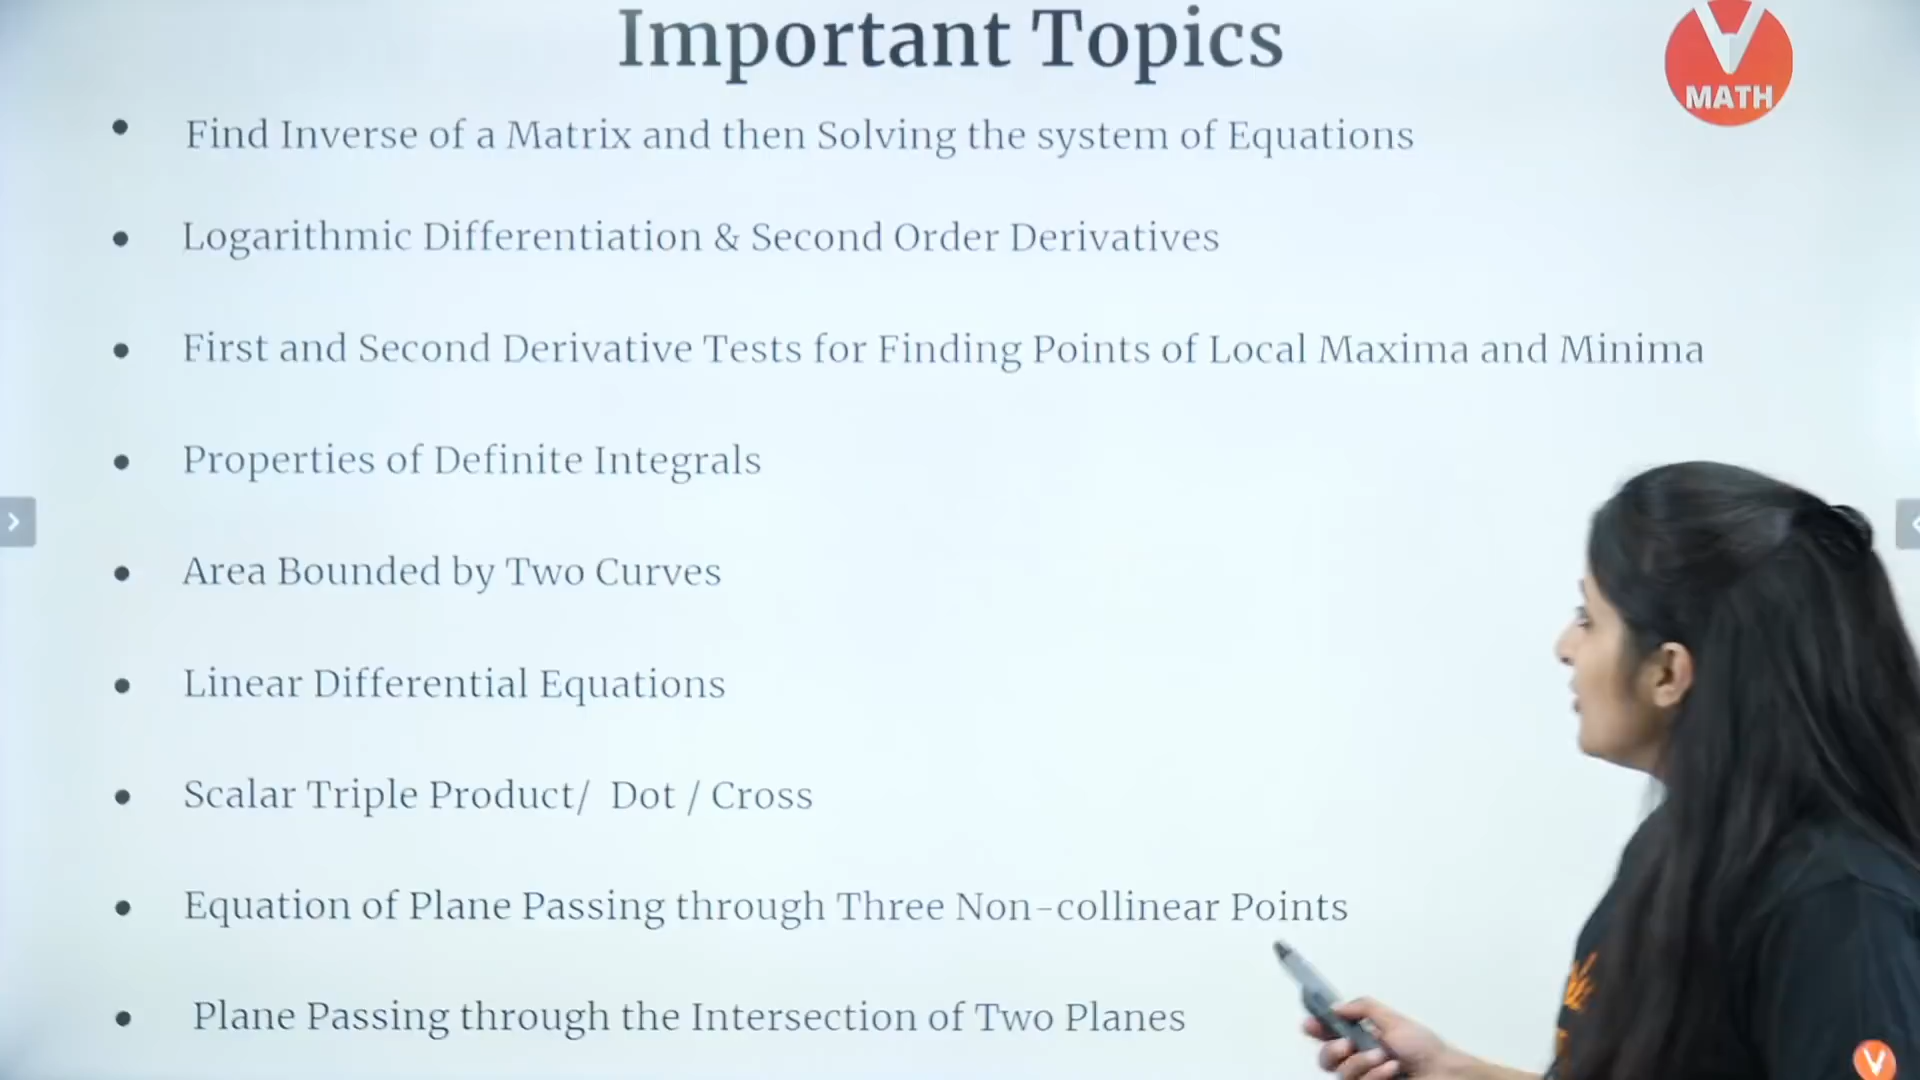 Important Topics
MATH
• Find Inverse of a Matrix and then Solving the system of Equations
• Logarithmic Differentiation & Second Order Derivatives
• First and Second Derivative Tests for Finding Points of Local Maxima and Minima
• Properties of Definite Integrals
• Area Bounded by Two Curves
• Linear Differential Equations
• Scalar Triple Product/ Dot / Cross
• Equation of Plane Passing through Three Non-collinear Points
• Plane Passing through the Intersection of Two Planes